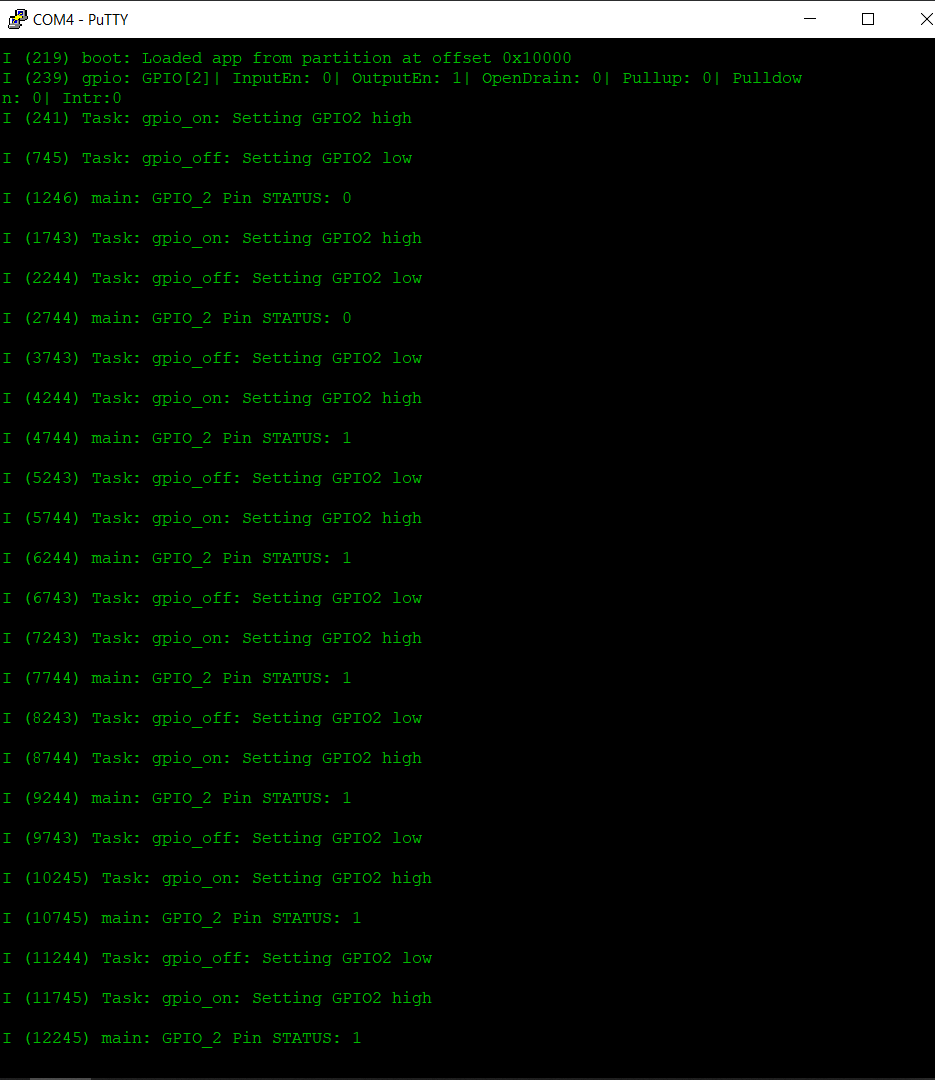 COM4 - PuTTY
I (219) boot: Loaded app from partition at offset 0x10000
I (239) gpio: GPIO[2]| InputEn: 0| OutputEn: 1| OpenDrain: 0| Pullup: 0| Pulldow
n: 0| Intr:0
I (241) Task: gpio_on: Setting GPIO2 high
I (745) Task: gpio_off: Setting GPIO2 low
I (1246) main: GPIO_2 Pin STATUS: 0
I (1743) Task: gpio_on: Setting GPIO2 high
I (2244) Task: gpio_off: Setting GPIO2 low
I (2744) main: GPIO_2 Pin STATUS: 0
I (3743) Task: gpio_off: Setting GPIO2 low
I (4244) Task: gpio_on: Setting GPIO2 high
I (4744) main: GPIO_2 Pin STATUS: 1
I (5243) Task: gpio_off: Setting GPIO2 low
I (5744) Task: gpio_on: Setting GPIO2 high
I (6244) main: GPIO_2 Pin STATUS: 1
I (6743) Task: gpio_off: Setting GPIO2 low
I (7243) Task: gpio_on: Setting GPIO2 high
I (7744) main: GPIO_2 Pin STATUS: 1
I (8243) Task: gpio_off: Setting GPIO2 low
I (8744) Task: gpio_on: Setting GPIO2 high
I (9244) main: GPIO_2 Pin STATUS: 1
I (9743) Task: gpio_off: Setting GPIO2 low
I (10245) Task: gpio_on: Setting GPIO2 high
I (10745) main: GPIO_2 Pin STATUS: 1
I (11244) Task: gpio_off: Setting GPIO2 low
I (11745) Task: gpio_on: Setting GPIO2 high
I (12245) main: GPIO_2 Pin STATUS: 1